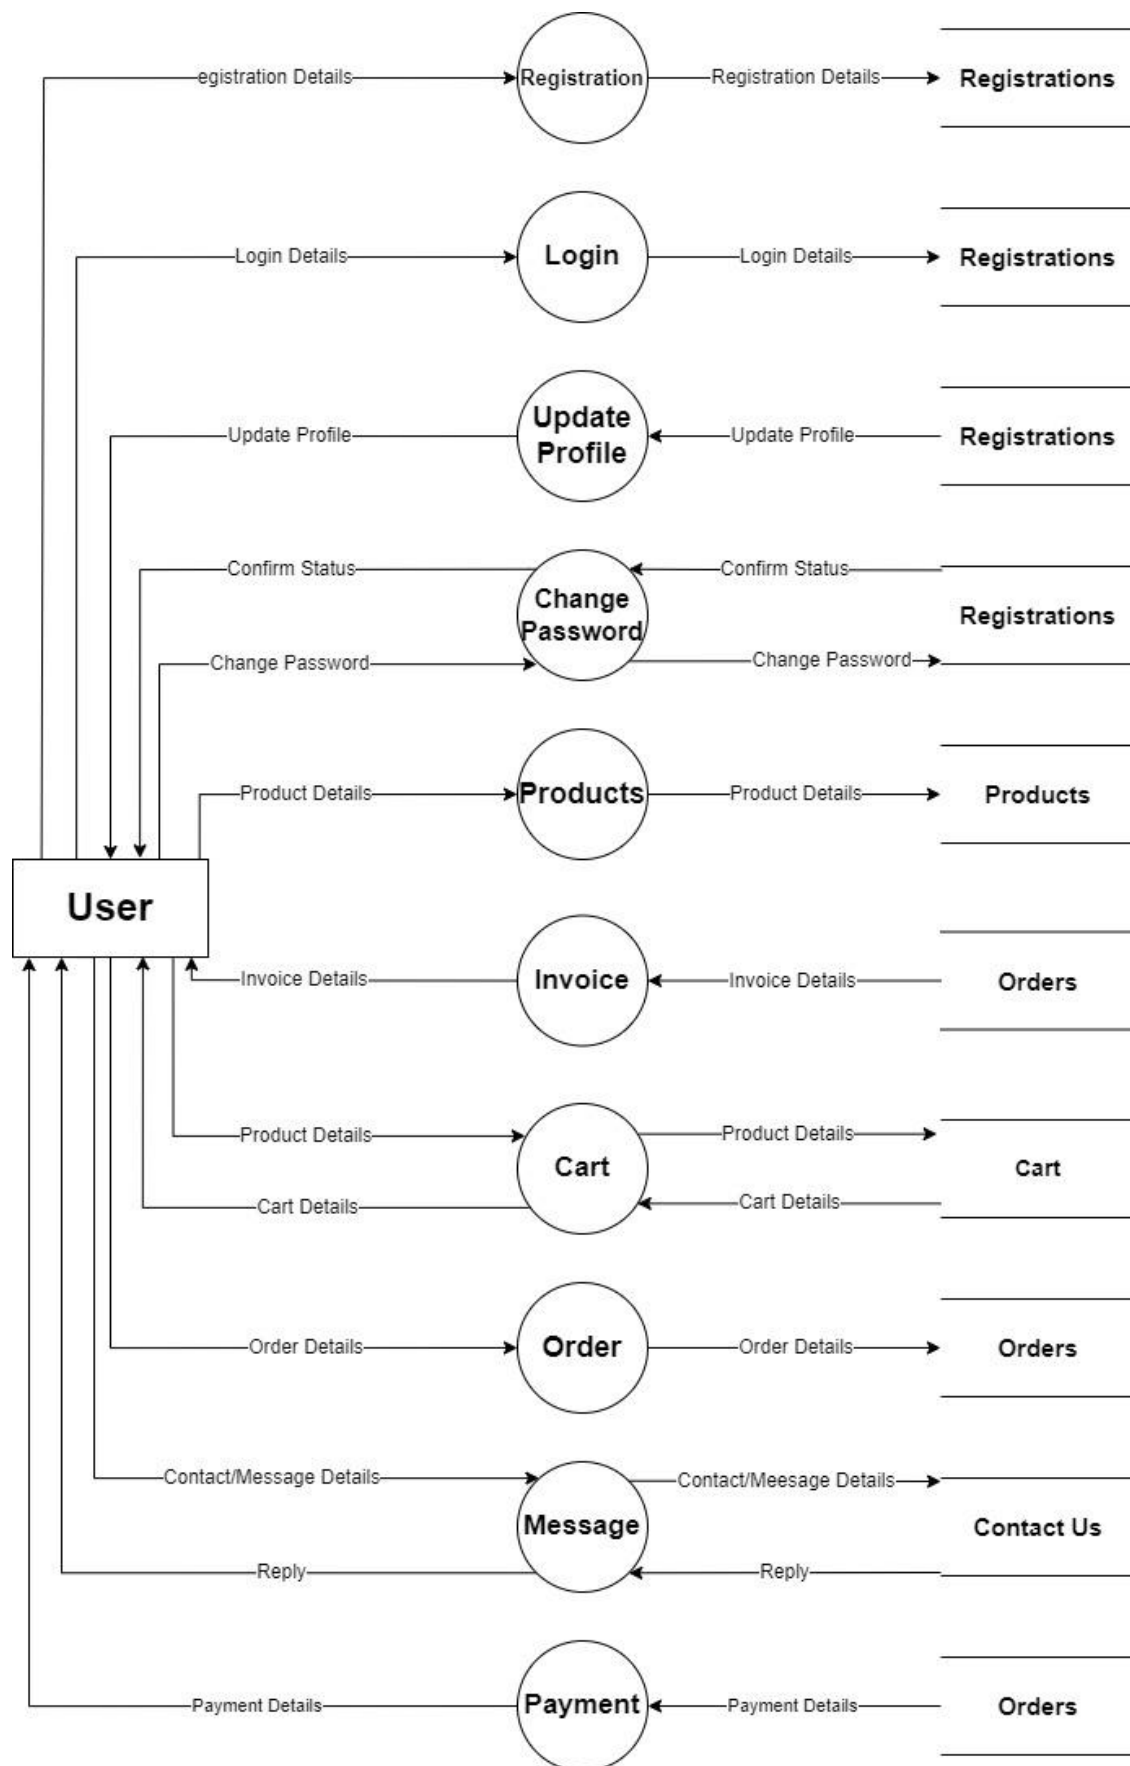 egistration Details
Registration
Registration Details
Registrations
Login Details
Login
Login Details
Registrations
Update Profile
Update
Profile
Update Profile
Registrations
Confirm Status
Confirm Status
Change
Password
Registrations
Change Password
Change Password
Product Details
Products
Product Details
Products
User
Invoice Details
Invoice
Invoice Details
Orders
Product Details
Product Details
Cart
Cart
Cart Details
Cart Details
Order Details
Order
Order Details
Orders
Contact/Message Details
Contact/Meesage Details
Message
Contact Us
Reply
Reply
Payment Details
Payment
Payment Details
Orders